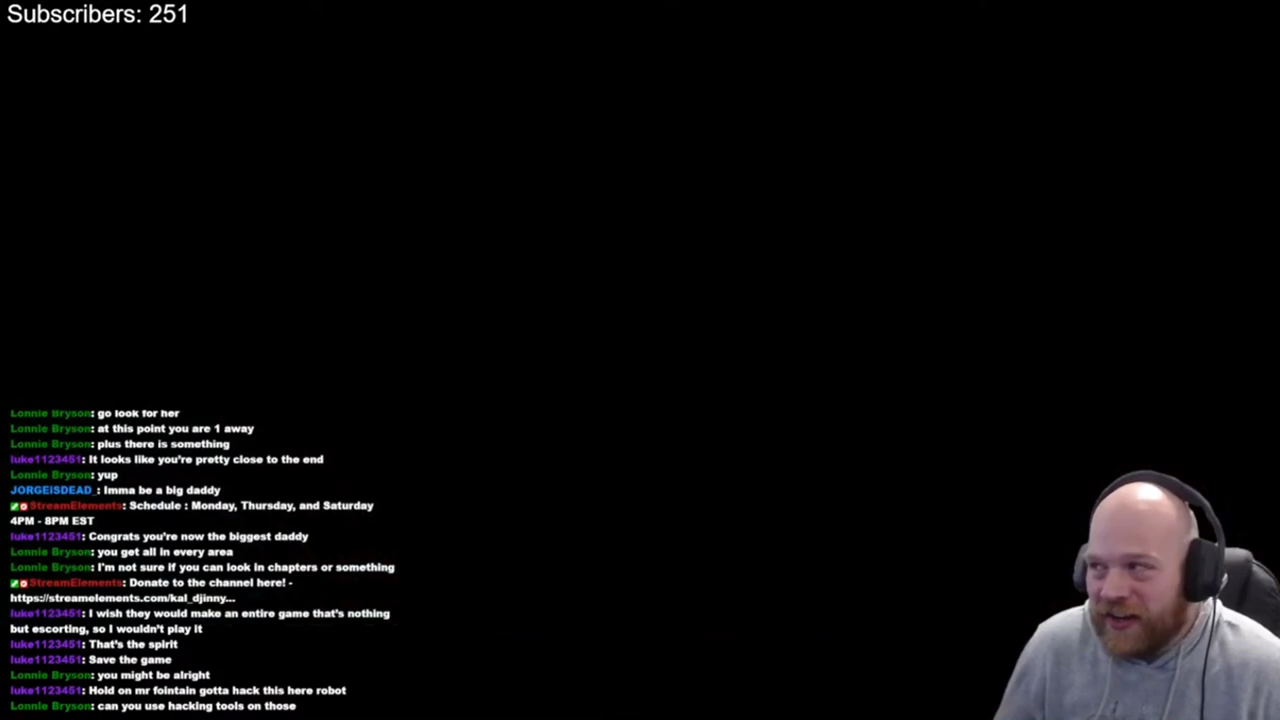 Subscribers: 251
Lonnie Bryson: go look for her
Lonnie Bryson: at this point you are 1 away
Lonnie Bryson: plus there is something
luke1123451: It looks like you're pretty close to the end
Lonnie Bryson: yup
JORGEiSDEAD_: Imma be a big daddy
StreamElements: Schedule : Monday, Thursday, and Saturday
4PM - 8PM EST
luke1123451: Congrats you're now the biggest daddy
Lonnie Bryson: you get all in every area
Lonnie Bryson: I'm not sure if you can look in chapters or something
StreamElements: Donate to the channel here! -
https://streamelements.com/kal_djinny...
luke1123451: I wish they would make an entire game that's nothing
but escorting, so I wouldn't play it
luke1123451: That's the spirit
luke1123451: Save the game
Lonnie Bryson: you might be alright
luke1123451: Hold on mr fointain gotta hack this here robot
Lonnie Bryson: can you use hacking tools on those